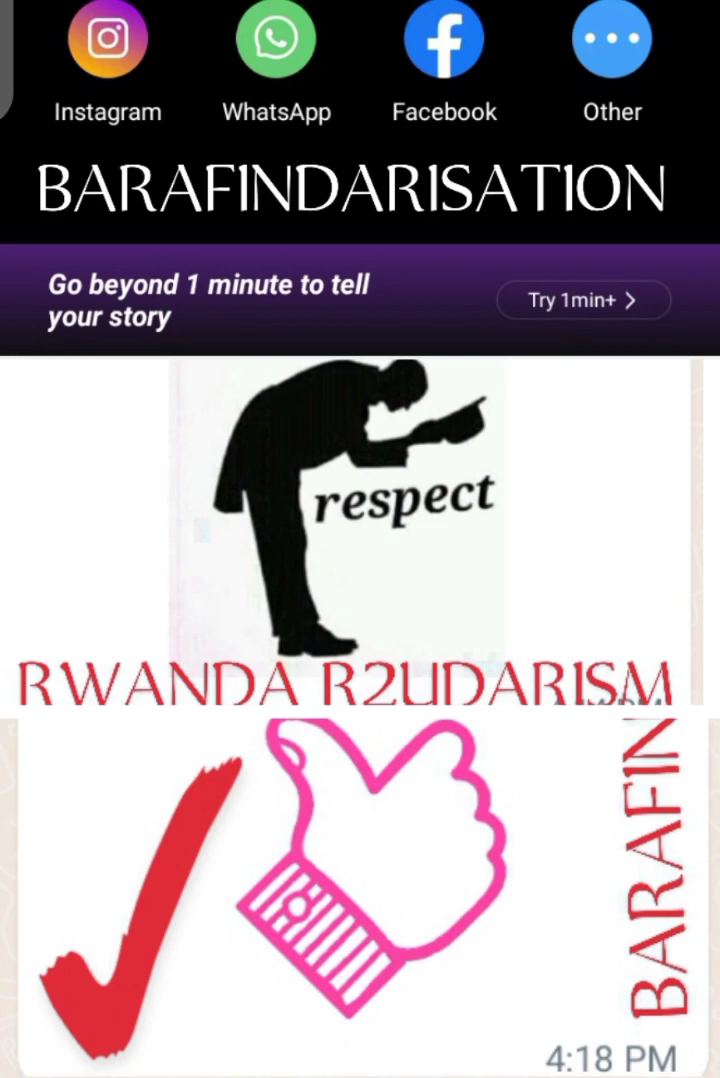 Instagram WhatsApp Facebook Other
BARAFINDARISATION
Go beyond 1 minute to tell
your story
Try 1min+ >
respect
RWANDA R2UDARISM
BARAFIN
4:18 PM